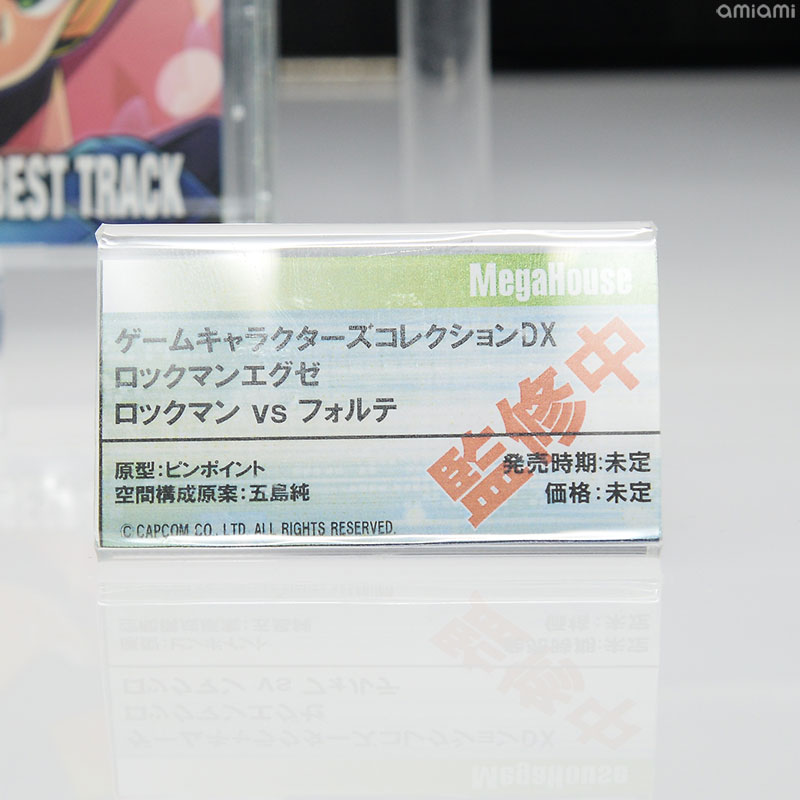 amiami
BEST TRACK
MegaHouse
ゲームキャラクターズコレクションDX
ロックマンエグゼ
ロックマン vs フォルテ
監修中
原型:ピンポイント
発売時期:未定
空間構成原案:五島純
価格:未定
© CAPCOM CO., LTD. ALL RIGHTS RESERVED.